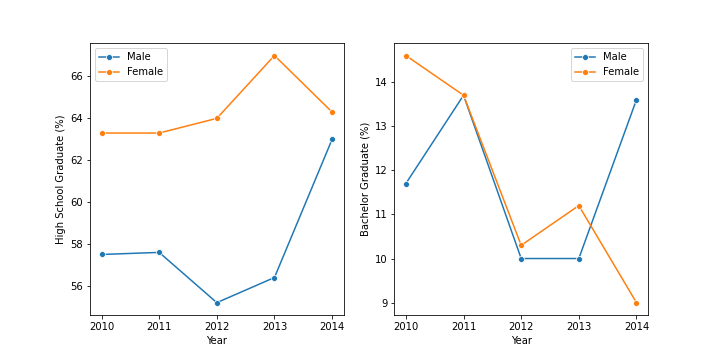 Male
Female
High School Graduate (%)
66
64
62
60
58
56
2010 2011 2012 2013 2014
Year
Male
Female
Bachelor Graduate (%)
14
13
12
11
10
9
2010 2011 2012 2013 2014
Year